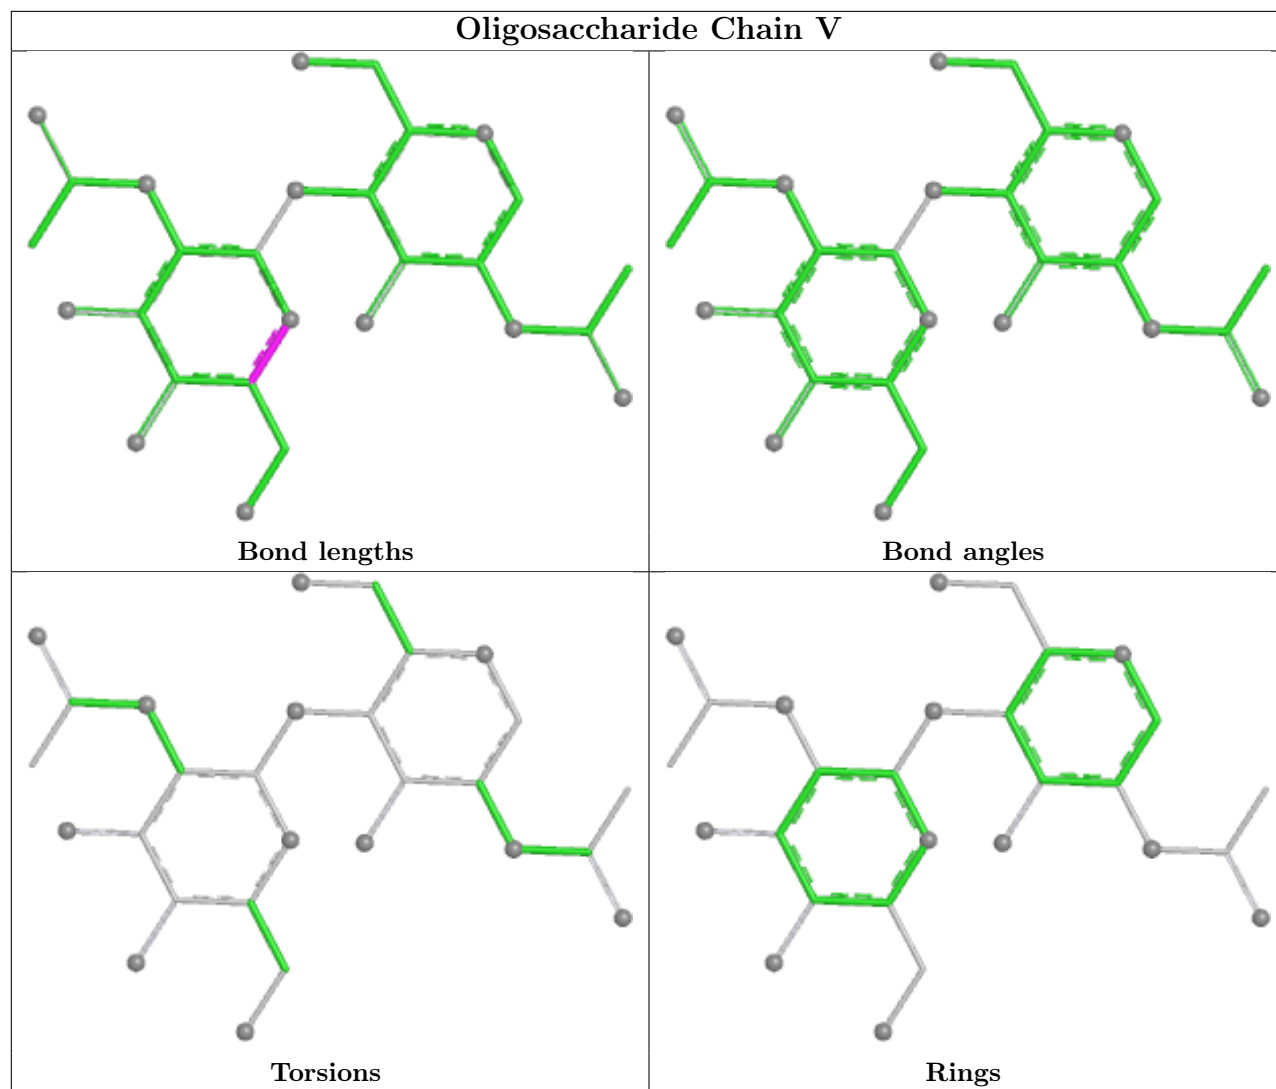 Oligosaccharide Chain V
Bond lengths
Bond angles
Torsions
Rings